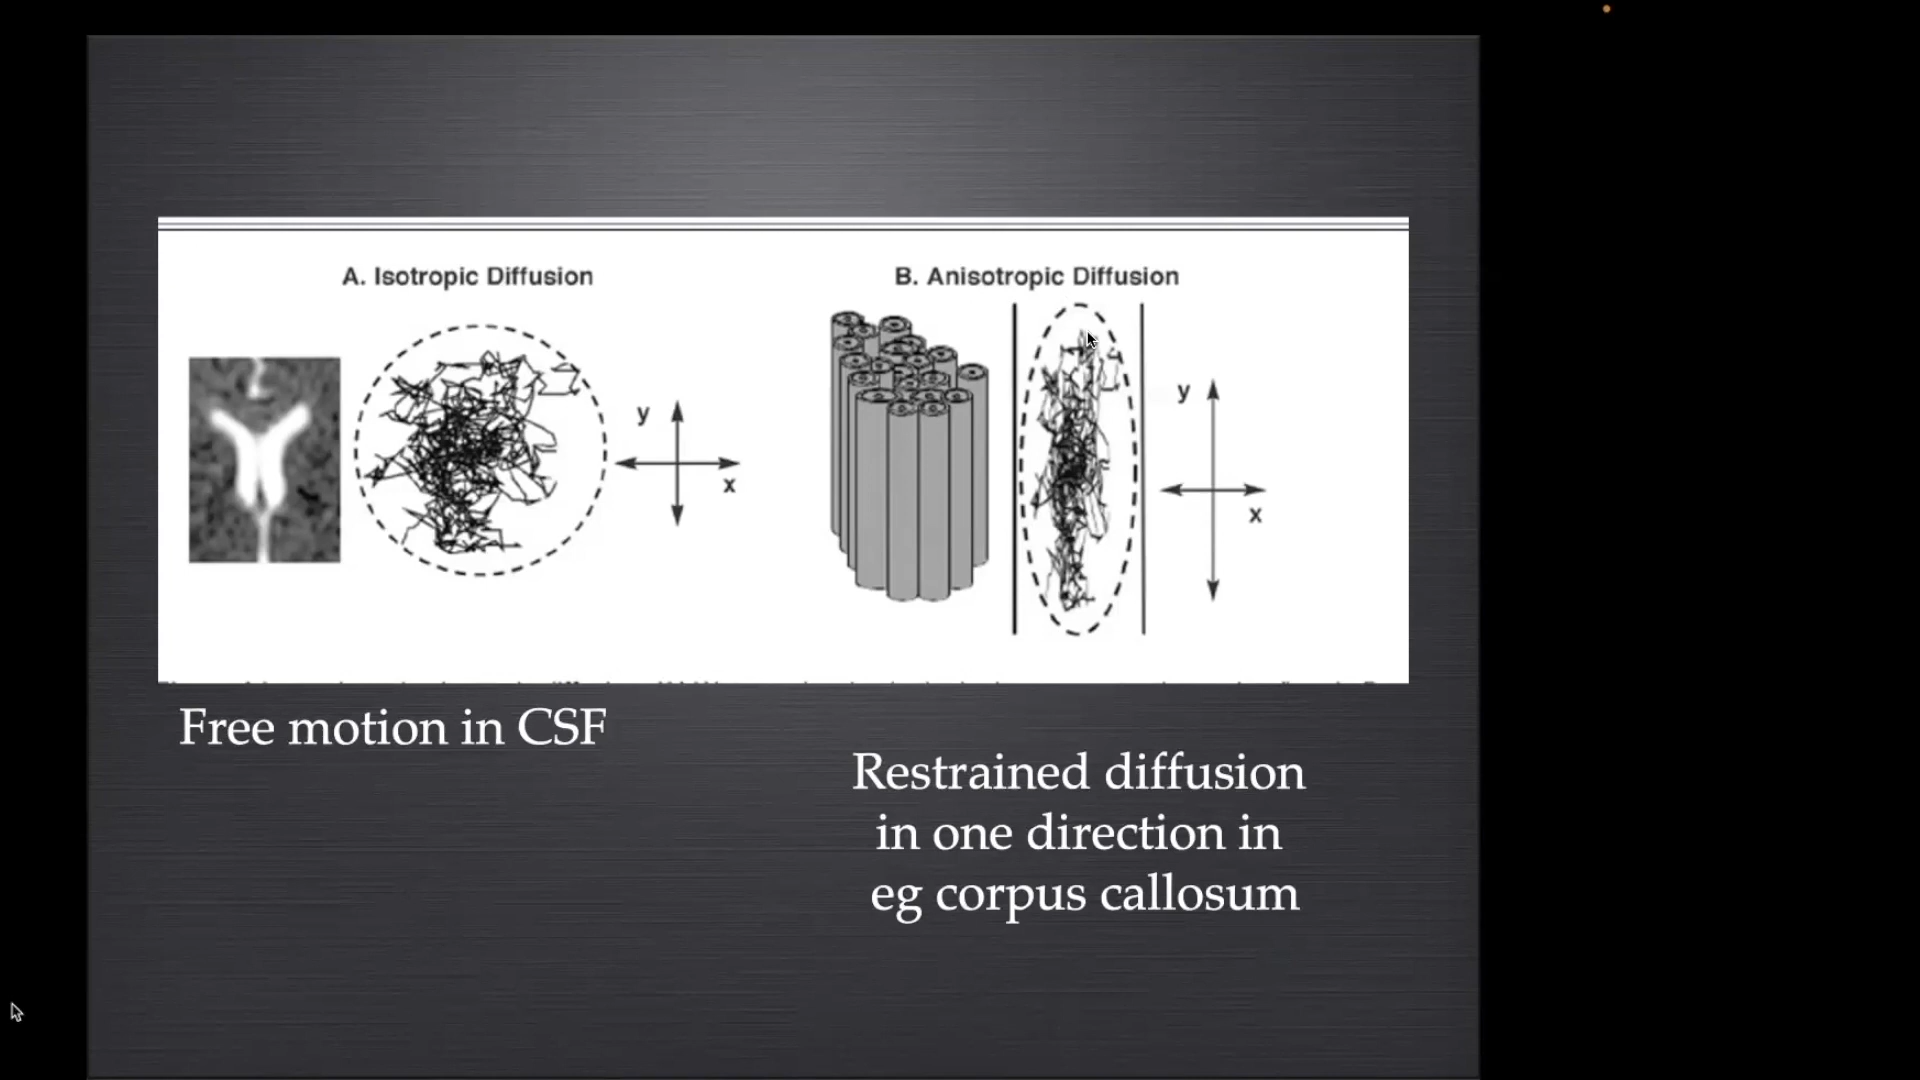 A. Isotropic Diffusion
y
x
B. Anisotropic Diffusion
y
x
Free motion in CSF
Restrained diffusion
in one direction in
eg corpus callosum